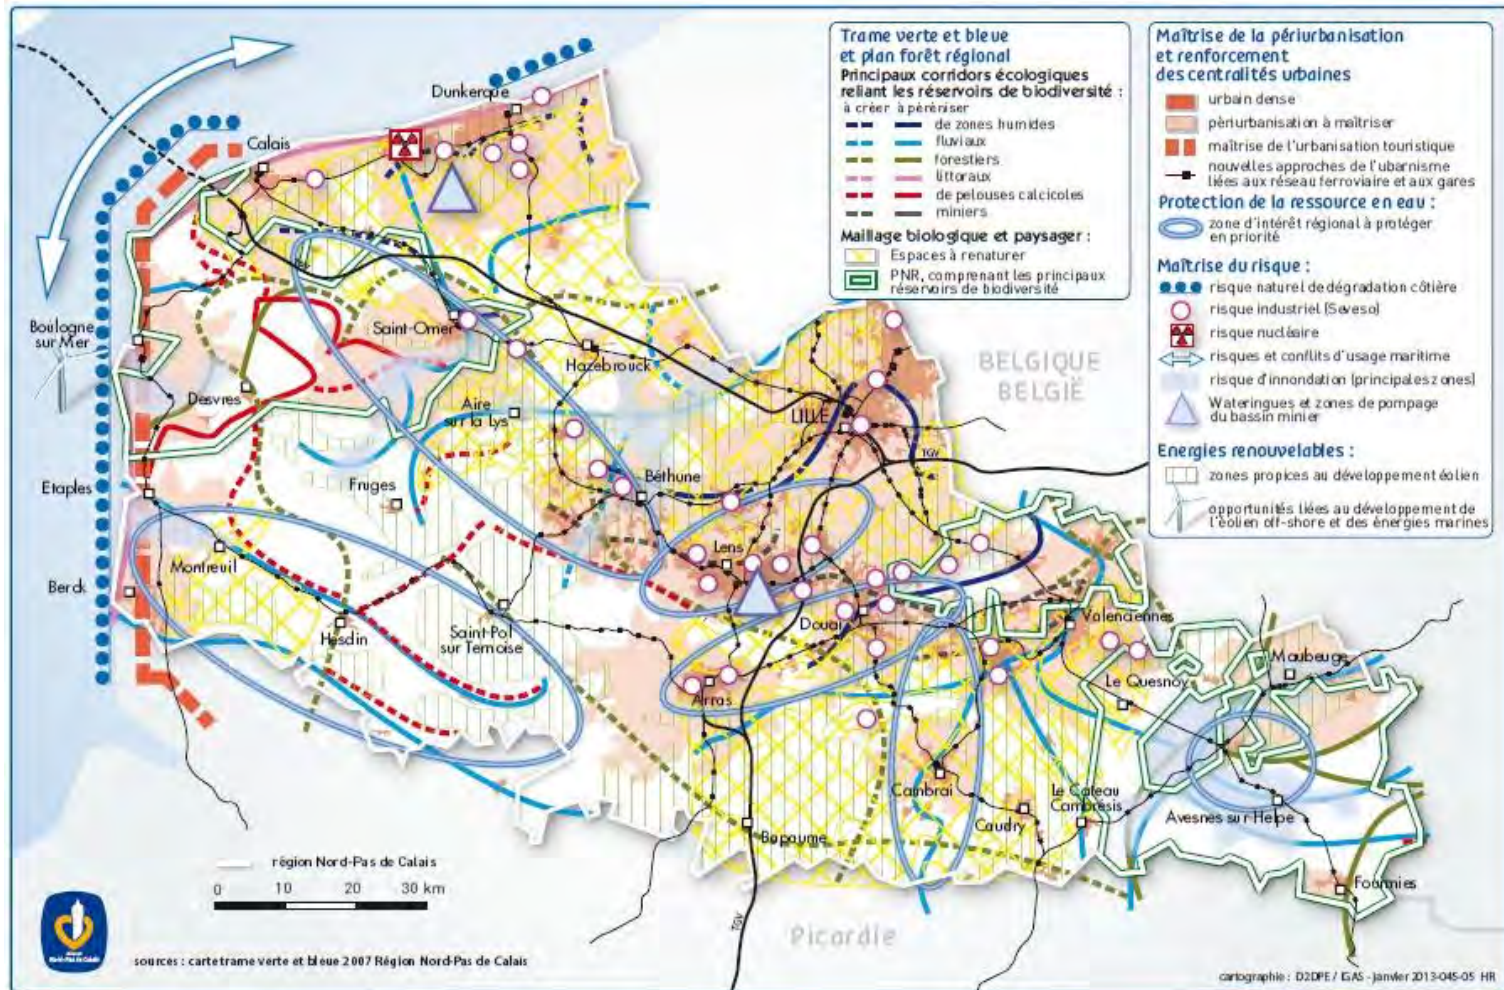 Trame verte et bleue
et plan forêt régional
Principaux corridors écologiques
reliant les réservoirs de biodiversité :
à créer à péréniser
de zones humides
fluviaux
forestiers
littoraux
de pelouses calcicoles
miniers
Maillage biologique et paysager :
Espaces à renaturer
PNR, comprenant les principaux
réservoirs de biodiversité
Maîtrise de la périurbanisation
et renforcement
des centralités urbaines
urbain dense
périurbanisation à maîtriser
maîtrise de l'urbanisation touristique
nouvelles approches de l'ubarnisme
liées aux réseau ferroviaire et aux gares
Protection de la ressource en eau :
zone d'intérêt régional à protéger
en priorité
Maîtrise du risque :
risque naturel de dégradation côtière
risque industriel (Seveso)
risque nucléaire
risques et conflits d'usage maritime
risque d'innondation (principales zones)
Wateringues et zones de pompage
du bassin minier
Energies renouvelables :
zones propices au développement éolien
opportunités liées au développement de
l'éolien off-shore et des énergies marines
Dunkerque
Calais
Boulogne
sur Mer
Saint-Omer
Hazebrouck
BELGIQUE
BELGIË
Desvres
Aire
sur la Lys
LILLE
TGV
Etaples
Fruges
Béthune
Lens
Montreuil
Berck
Hesdin
Saint-Pol
sur Ternoise
Douai
Valenciennes
Maubeuge
Le Quesnoy
Arras
Cambrai
Caudry
Le Cateau
Cambrésis
Avesnes sur Helpe
Bapaume
Fourmies
TGV
Picardie
région Nord-Pas de Calais
0 10 20 30 km
Nord-Pas de Calais
sources : carte trame verte et bleue 2007 Région Nord-Pas de Calais
cartographie : D2DPE / IGAS - janvier 2013-045-05 HR